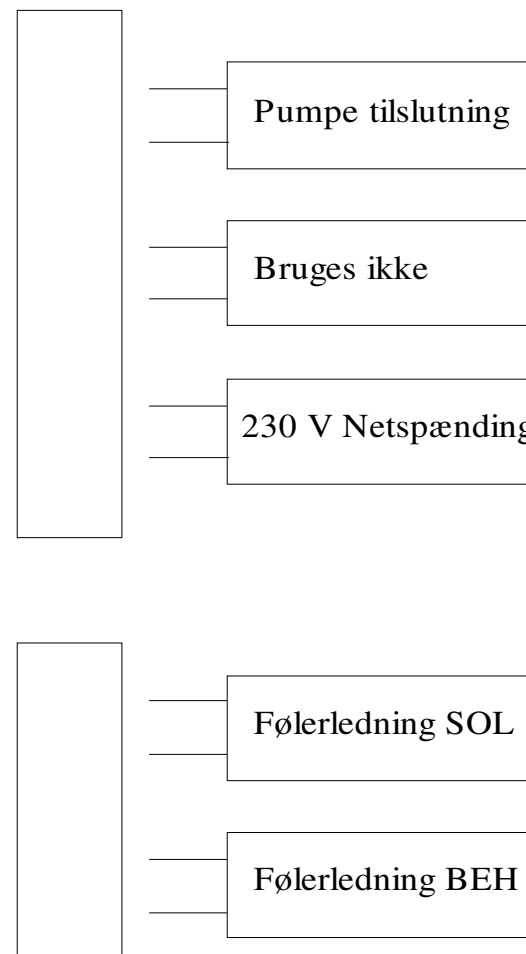 Pumpe tilslutning
Bruges ikke
230 V Netspænding
Følerledning SOL
Følerledning BEH